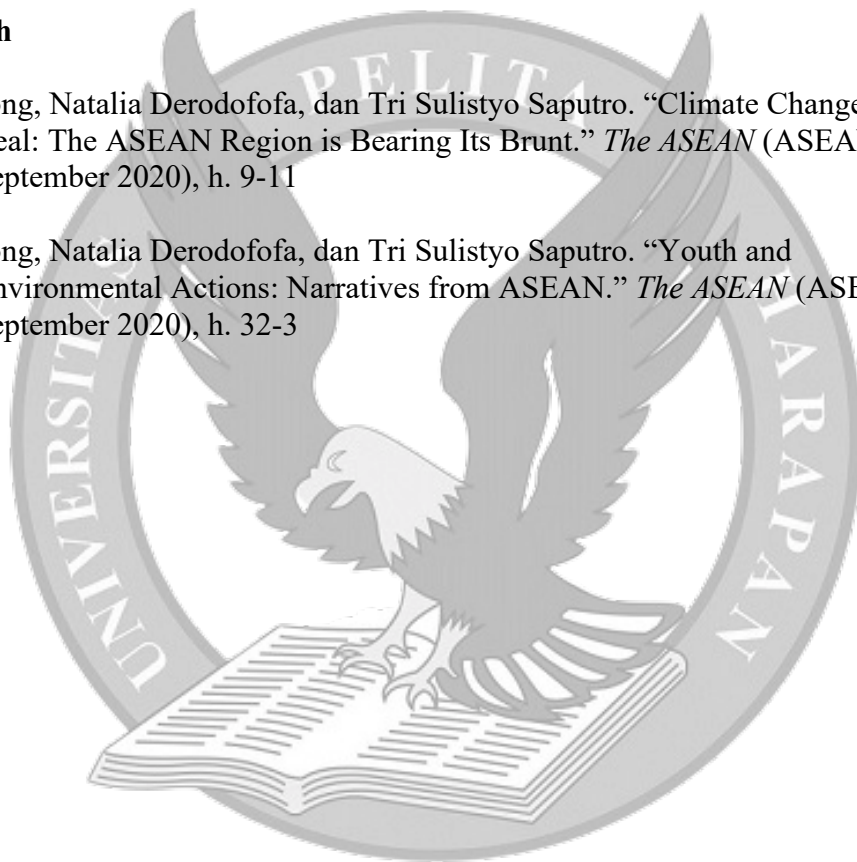 h
ong, Natalia Derodofofa, dan Tri Sulistyo Saputro. “Climate Change
eal: The ASEAN Region is Bearing Its Brunt.” The ASEAN (ASEA
eptember 2020), h. 9-11
ong, Natalia Derodofofa, dan Tri Sulistyo Saputro. “Youth and
nvironmental Actions: Narratives from ASEAN.” The ASEAN (ASE
eptember 2020), h. 32-3
UNIVERSITAS PELITA HARAPAN